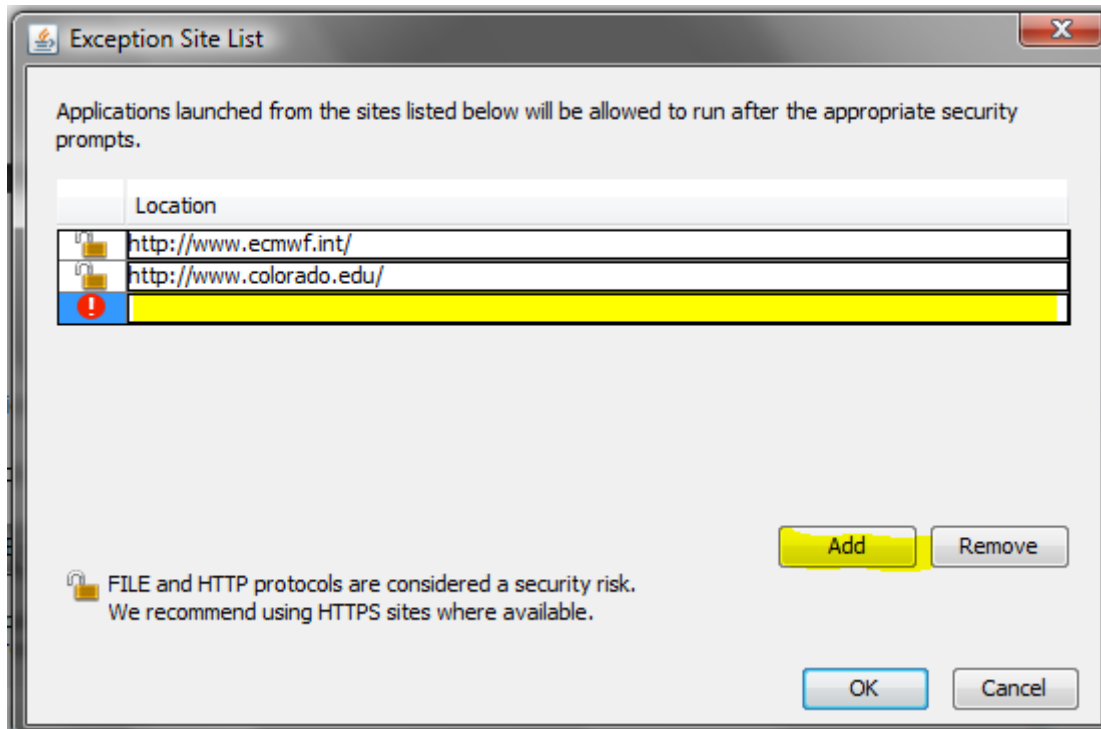 Exception Site List
Applications launched from the sites listed below will be allowed to run after the appropriate security
prompts.
Location
http://www.ecmwf.int/
http://www.colorado.edu/
Add
Remove
FILE and HTTP protocols are considered a security risk.
We recommend using HTTPS sites where available.
OK
Cancel